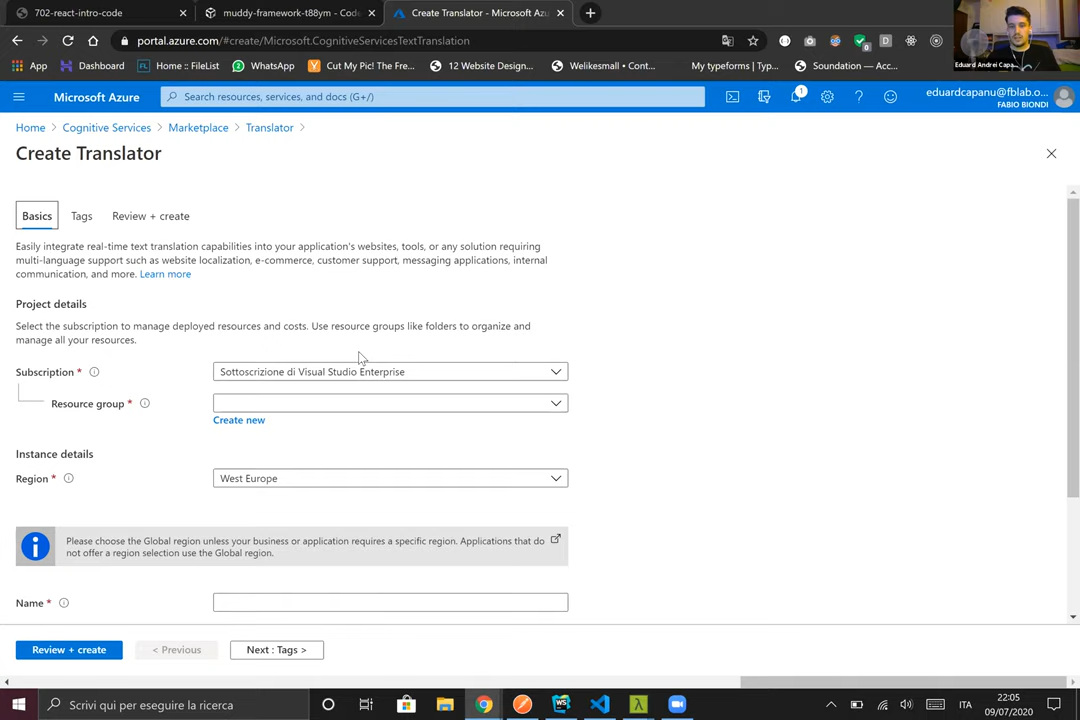 702-react-intro-code
muddy-framework-t88ym - Cod
Create Translator - Microsoft Azu
portal.azure.com/#create/Microsoft.CognitiveServicesTextTranslation
App
Dashboard
Home :: FileList
WhatsApp
Cut My Pic! The Fre...
12 Website Design...
Welikesmall • Cont...
My typeforms | Typ...
Soundation — Acc...
Eduard Andrei Capa...
Microsoft Azure
Search resources, services, and docs (G+/)
1
eduardcapanu@fblab.o...
FABIO BIONDI
Home > Cognitive Services > Marketplace > Translator >
Create Translator
Basics
Tags
Review + create
Easily integrate real-time text translation capabilities into your application's websites, tools, or any solution requiring
multi-language support such as website localization, e-commerce, customer support, messaging applications, internal
communication, and more. Learn more
Project details
Select the subscription to manage deployed resources and costs. Use resource groups like folders to organize and
manage all your resources.
Subscription *
Sottoscrizione di Visual Studio Enterprise
Resource group *
Create new
Instance details
Region *
West Europe
Please choose the Global region unless your business or application requires a specific region. Applications that do
not offer a region selection use the Global region.
Name *
Review + create
< Previous
Next : Tags >
Scrivi qui per eseguire la ricerca
ITA
22:05
09/07/2020